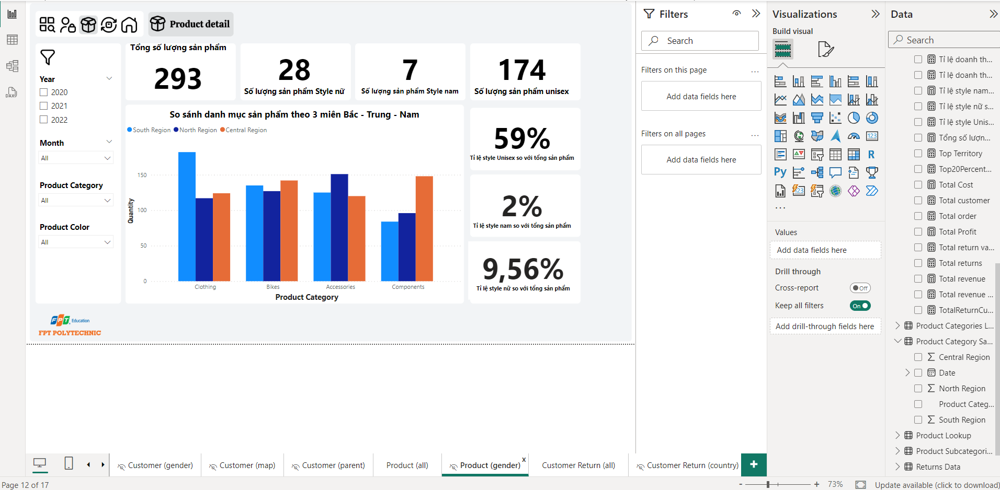 Product detail
Year
2020
2021
2022
Month
All
Product Category
All
Product Color
All
Tổng số lượng sản phẩm
293
28
Số lượng sản phẩm Style nữ
7
Số lượng sản phẩm Style nam
174
Số lượng sản phẩm unisex
So sánh danh mục sản phẩm theo 3 miên Bắc - Trung - Nam
South Region North Region Central Region
Quantity
150
100
50
0
Clothing Bikes Accessories Components
Product Category
59%
Tỉ lệ style Unisex so với tổng sản phẩm
2%
Tỉ lệ style nam so với tổng sản phẩm
9,56%
Tỉ lệ style nữ so với tổng sản phẩm
FPT Education
FPT POLYTECHNIC
DAX
Filters
Search
Filters on this page ...
Add data fields here
Filters on all pages ...
Add data fields here
Visualizations
Build visual
123
R
Py
123
...
Values
Add data fields here
Drill through
Cross-report Off
Keep all filters On
Add drill-through fields here
Data
Search
Tỉ lệ doanh th...
Tỉ lệ doanh th...
Tỉ lệ style nam...
Tỉ lệ style nữ s...
Tỉ lệ style Unis...
Tổng số lượn...
Top Territory
Top20Percent...
Total Cost
Total customer
Total order
Total Profit
Total return va...
Total returns
Total revenue
Total revenue ...
TotalReturnCu...
Product Categories L...
Product Category Sa...
Central Region
Date
North Region
Product Categ...
South Region
Product Lookup
Product Subcategori...
Returns Data
Customer (gender)
Customer (map)
Customer (parent)
Product (all)
Product (gender) x
Customer Return (all)
Customer Return (country)
+
Page 12 of 17
- + 73%
Update available (click to download)